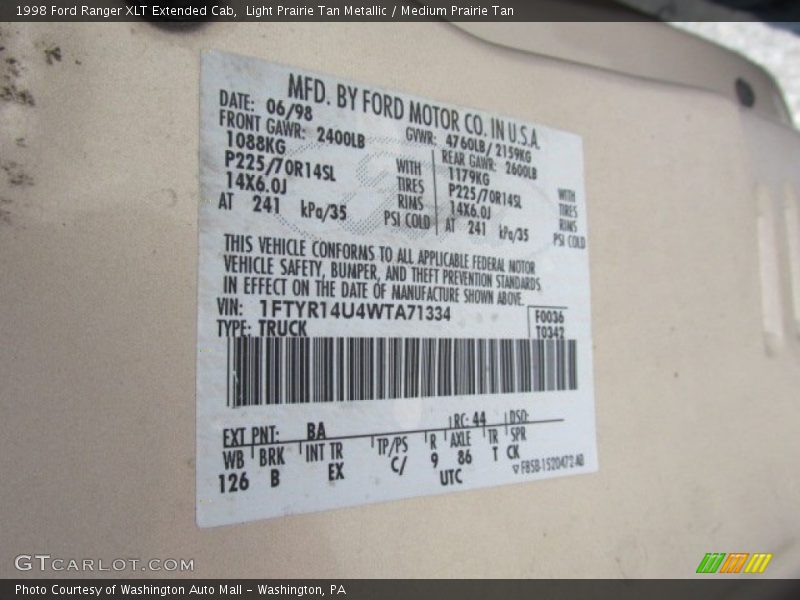 1998 Ford Ranger XLT Extended Cab,  Light Prairie Tan Metallic / Medium Prairie Tan
MFD. BY FORD MOTOR CO. IN U.S.A.
DATE: 06/98 GVWR: 4760LB/ 2159KG
FRONT GAWR: 2400LB REAR GAWR: 2600LB
1088KG WITH 1179KG WITH
P225/70R14SL TIRES P225/70R14SL TIRES
14X6.0J RIMS 14X6.0J RIMS
AT 241 kPa/35 PSI COLD AT 241 kPa/35 PSI COLD
THIS VEHICLE CONFORMS TO ALL APPLICABLE FEDERAL MOTOR
VEHICLE SAFETY, BUMPER, AND THEFT PREVENTION STANDARDS
IN EFFECT ON THE DATE OF MANUFACTURE SHOWN ABOVE.
VIN: 1FTYR14U4WTA71334 F0036
TYPE: TRUCK T0342
EXT PNT: BA RC: 44 DSO:
WB BRK INT TR TP/PS R AXLE TR SPR
126 B EX C/ 9 86 T CK
UTC F85B-1520472-AB
GTCARLOT.COM
Photo Courtesy of Washington Auto Mall - Washington, PA